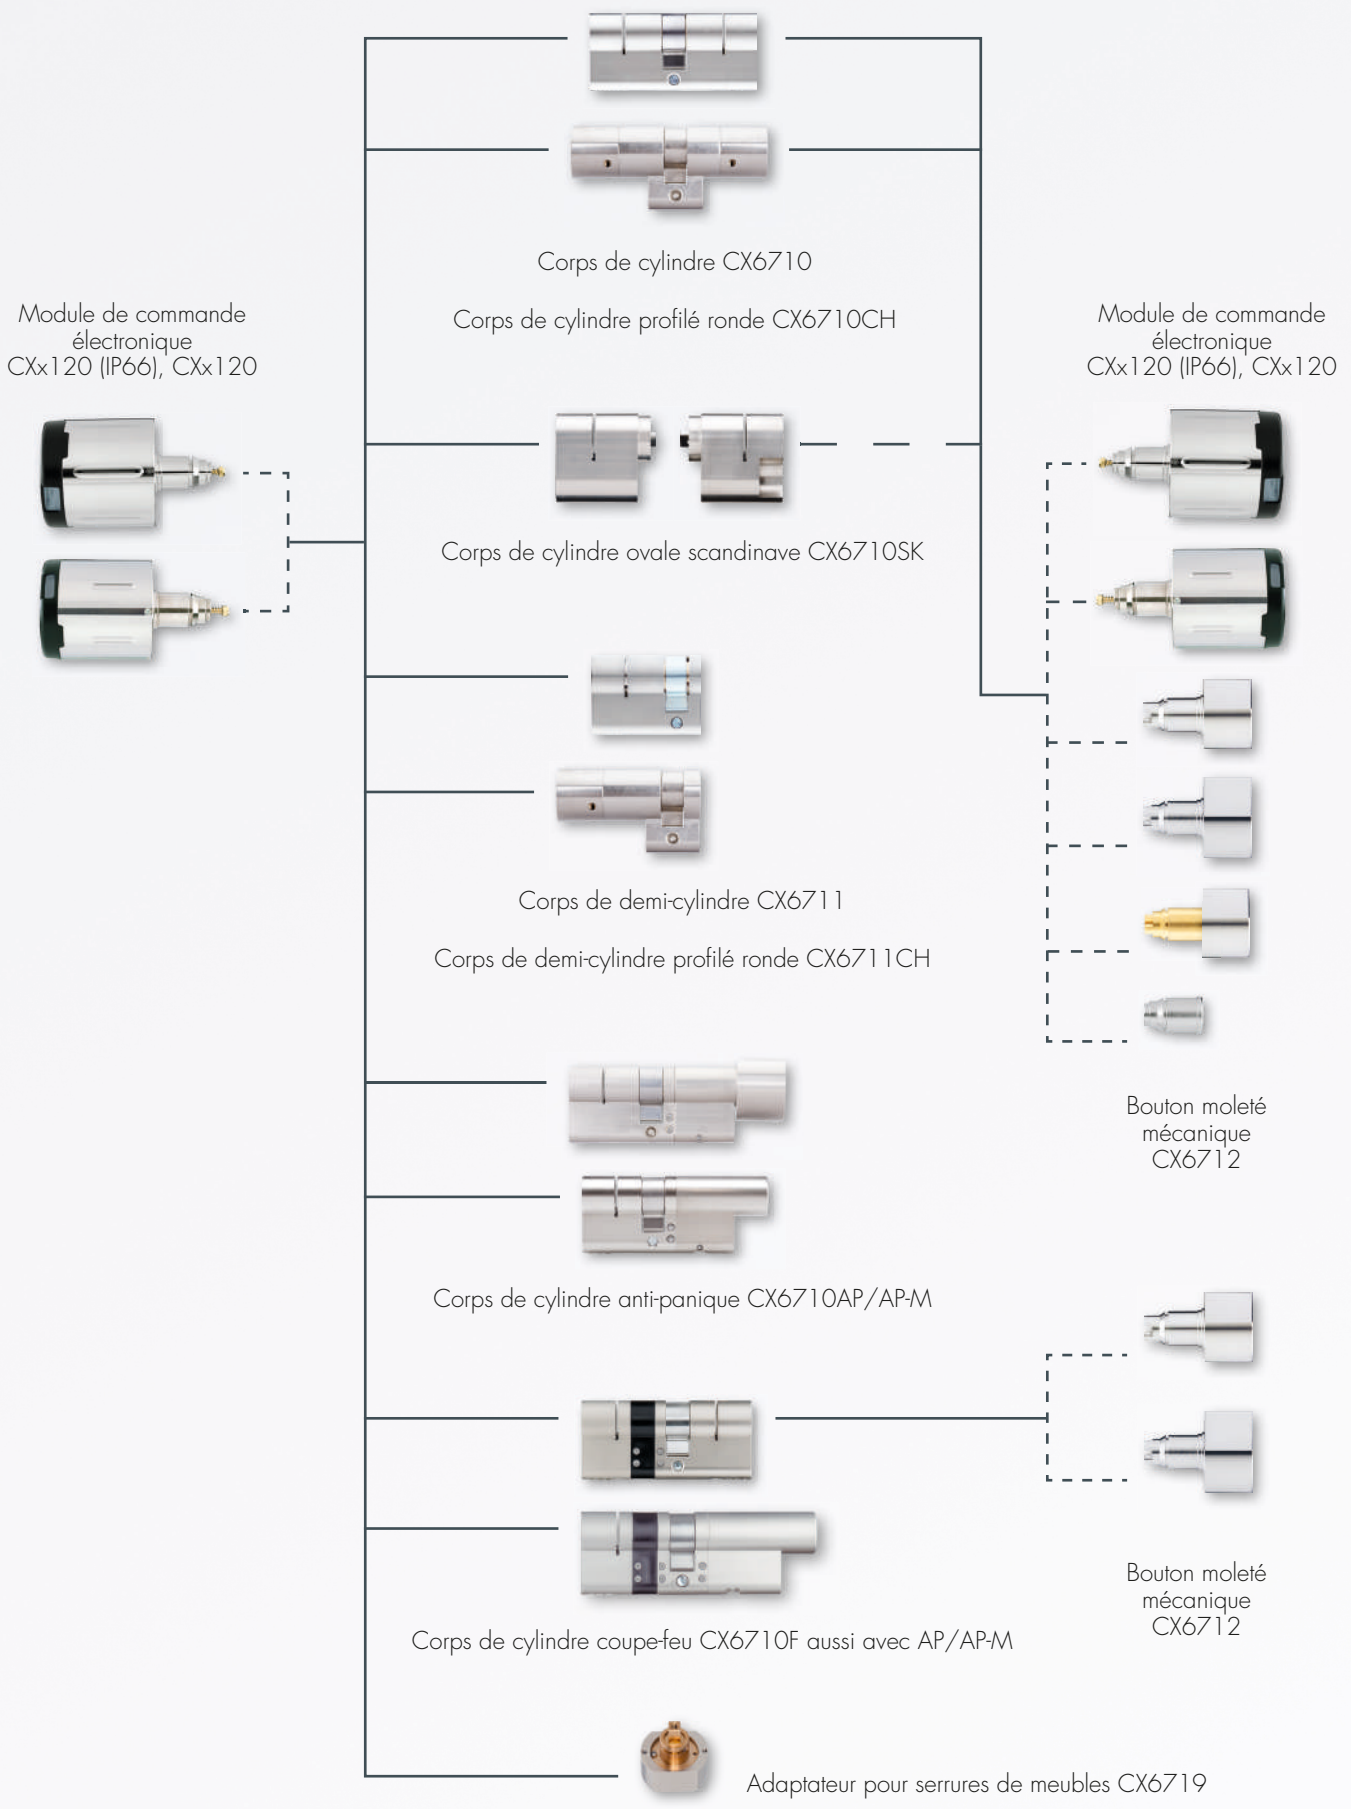 Corps de cylindre CX6710
Corps de cylindre profilé ronde CX6710CH
Module de commande
électronique
CXx120 (IP66), CXx120
Module de commande
électronique
CXx120 (IP66), CXx120
Corps de cylindre ovale scandinave CX6710SK
Corps de demi-cylindre CX6711
Corps de demi-cylindre profilé ronde CX6711CH
Bouton moleté
mécanique
CX6712
Corps de cylindre anti-panique CX6710AP/AP-M
Bouton moleté
mécanique
CX6712
Corps de cylindre coupe-feu CX6710F aussi avec AP/AP-M
Adaptateur pour serrures de meubles CX6719